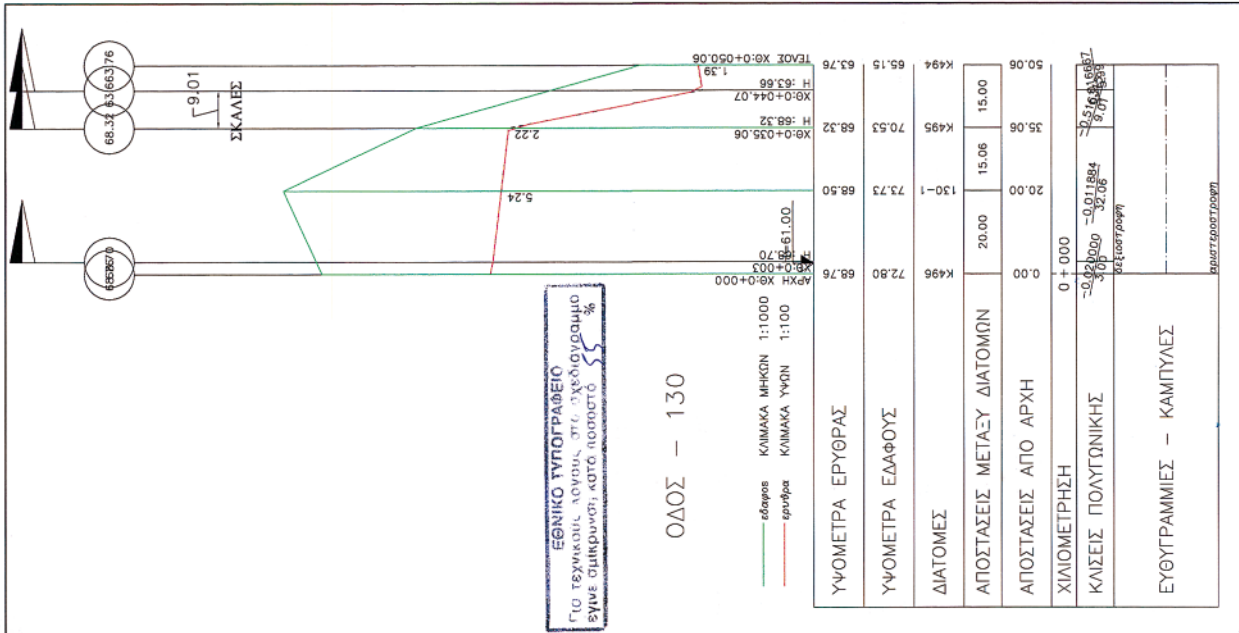 68.32
63.76
9.01
ΣΚΑΛΕΣ
ΤΕΛΟΣ ΧΘ:0+050.06
1.39
Η :63.66
ΧΘ:0+044.07
Η :68.32
ΧΘ:0+035.06
2.22
5.24
=61.00
Η :68.70
ΧΘ:0+003
ΑΡΧΗ ΧΘ:0+000
ΕΘΝΙΚΟ ΤΥΠΟΓΡΑΦΕΙΟ
Για τεχνικούς λόγους στο σχεδιάγραμμα
έγινε σμίκρυνση κατά ποσοστό 55 %
ΟΔΟΣ - 130
έδαφος ΚΛΙΜΑΚΑ ΜΗΚΩΝ 1:1000
ερυθρα ΚΛΙΜΑΚΑ ΥΨΩΝ 1:100
ΥΨΟΜΕΤΡΑ ΕΡΥΘΡΑΣ 68.76 68.50 68.32 63.76
ΥΨΟΜΕΤΡΑ ΕΔΑΦΟΥΣ 72.80 73.73 70.53 65.15
ΔΙΑΤΟΜΕΣ Κ496 130-1 Κ495 Κ494
ΑΠΟΣΤΑΣΕΙΣ ΜΕΤΑΞΥ ΔΙΑΤΟΜΩΝ 20.00 15.06 15.00
ΑΠΟΣΤΑΣΕΙΣ ΑΠΟ ΑΡΧΗ 0.00 20.00 35.06 50.06
ΧΙΛΙΟΜΕΤΡΗΣΗ 0+000
ΚΛΙΣΕΙΣ ΠΟΛΥΓΩΝΙΚΗΣ -0.020000 -0.011884
3.00 32.06
δεξιοστροφη
ΕΥΘΥΓΡΑΜΜΙΕΣ - ΚΑΜΠΥΛΕΣ
αριστεροστροφη